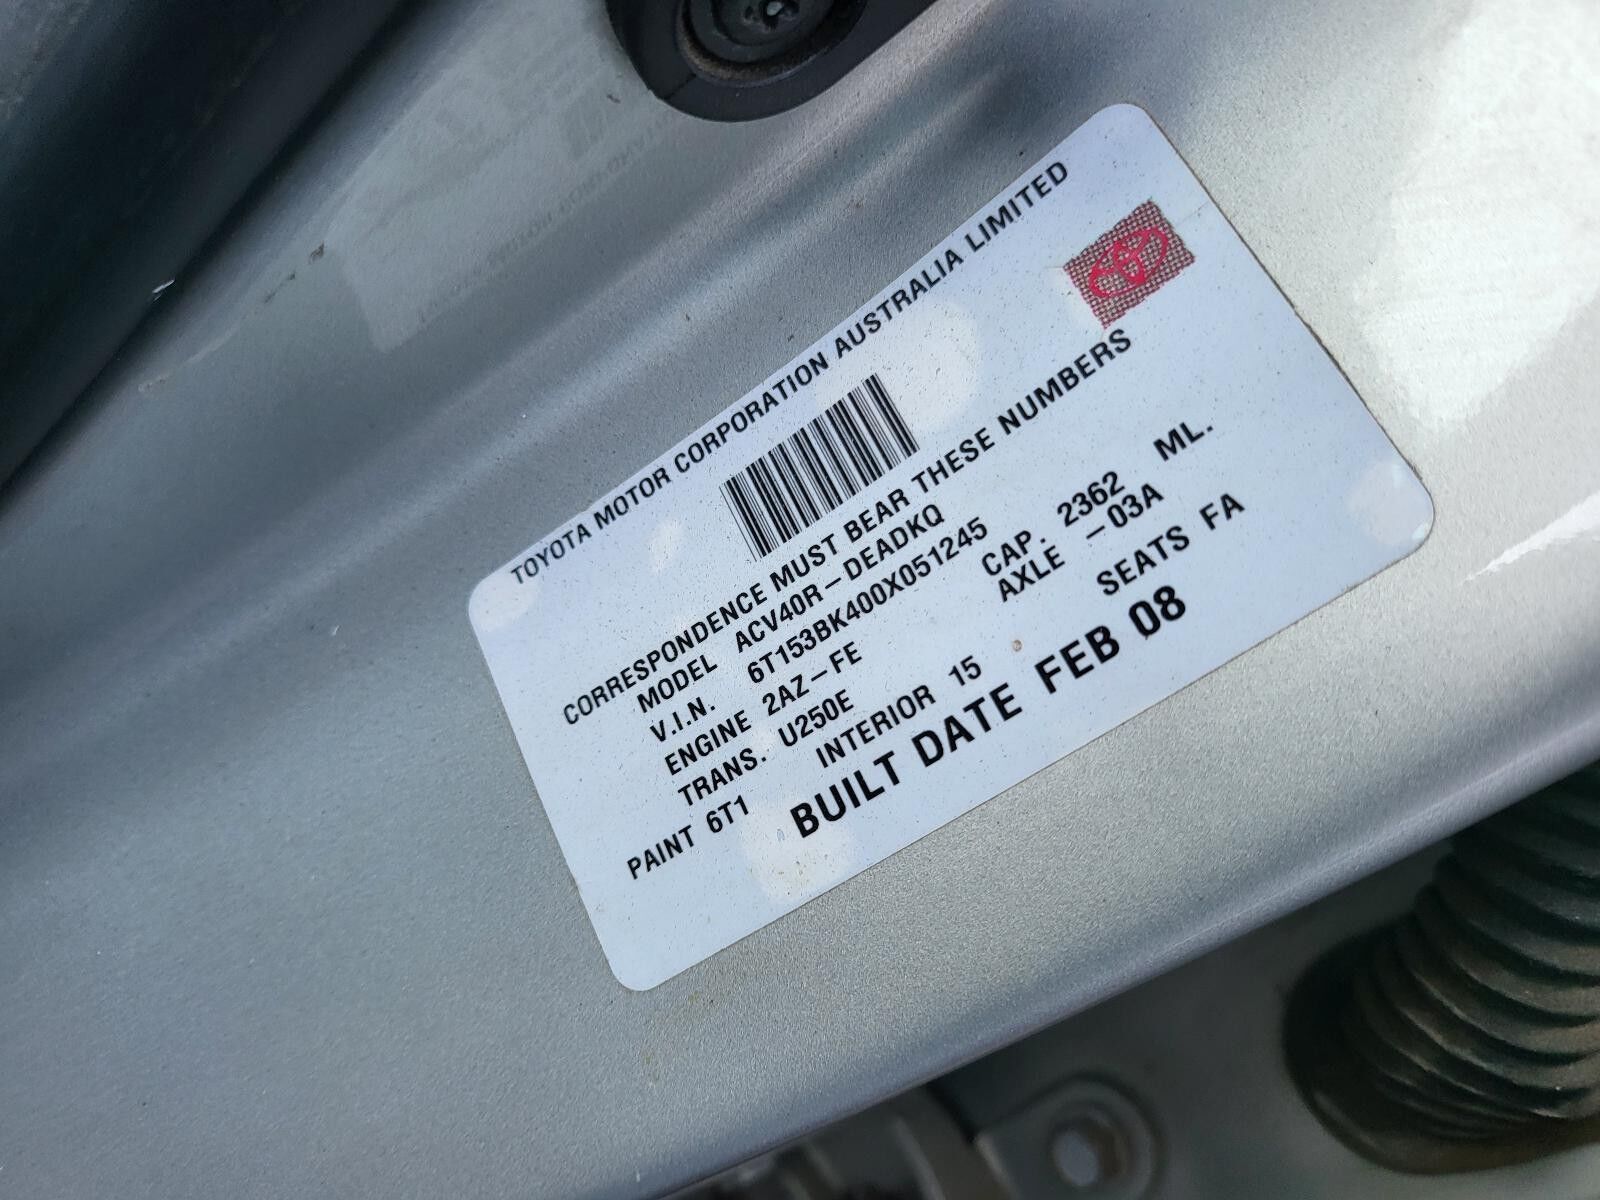 TOYOTA MOTOR CORPORATION AUSTRALIA LIMITED
CORRESPONDENCE MUST BEAR THESE NUMBERS
MODEL ACV40R-DEADKQ
V.I.N. 6T153BK400X051245
ENGINE 2AZ-FE CAP. 2362 ML.
TRANS. U250E AXLE -03A
PAINT 6T1 INTERIOR 15 SEATS FA
BUILT DATE FEB 08